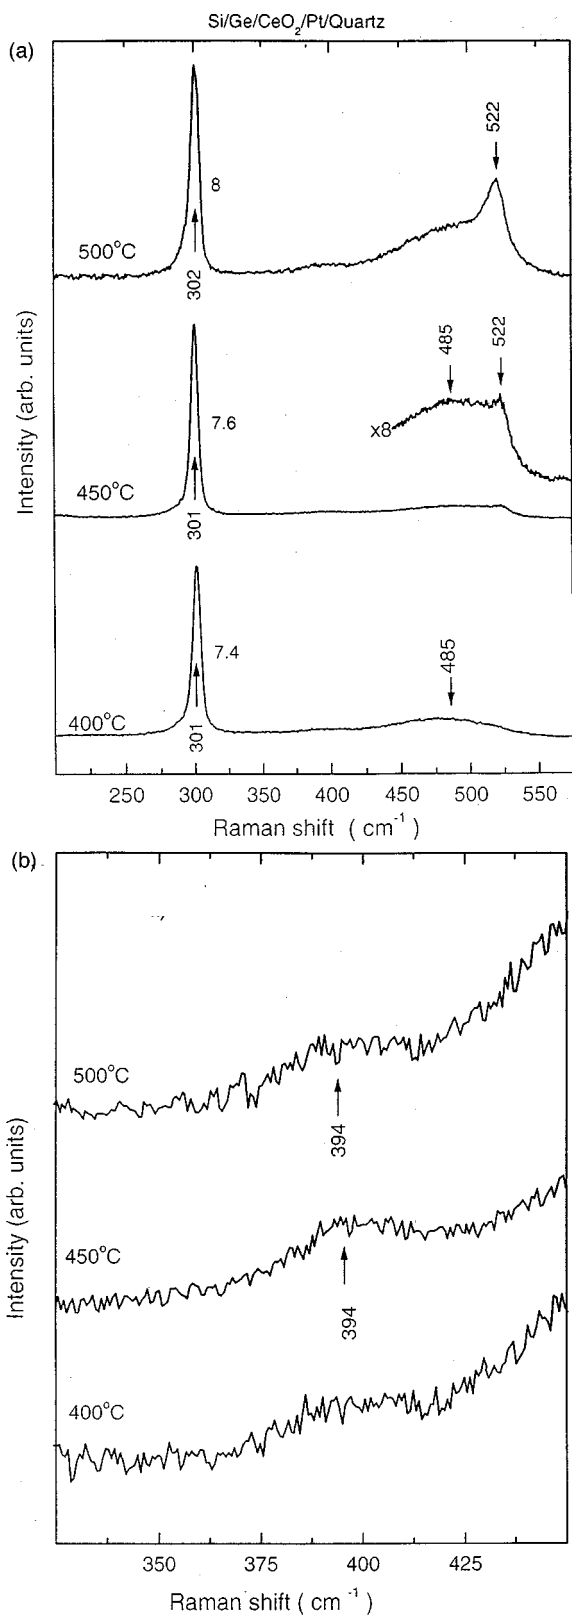 Si/Ge/CeO₂/Pt/Quartz
(a)
522
8
500°C
302
485
522
7.6
x8
450°C
301
7.4
485
400°C
301
Intensity (arb. units)
250 300 350 400 450 500 550
Raman shift ( cm⁻¹ )
(b)
500°C
394
450°C
394
400°C
Intensity (arb. units)
350 375 400 425
Raman shift ( cm ⁻¹ )